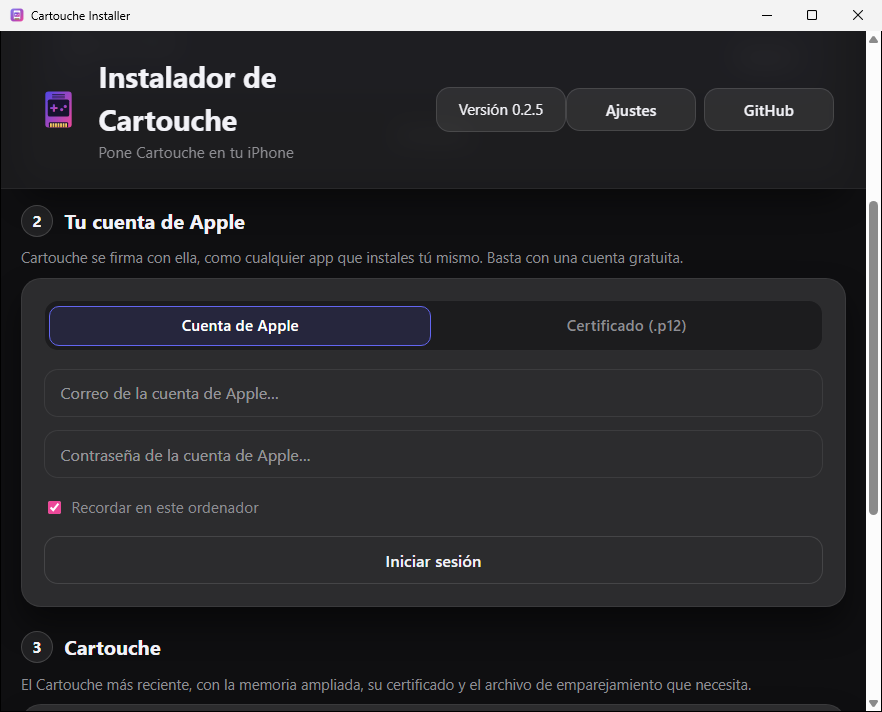 Cartouche Installer
Instalador de
Cartouche
Pone Cartouche en tu iPhone
Versión 0.2.5
Ajustes
GitHub
2
Tu cuenta de Apple
Cartouche se firma con ella, como cualquier app que instales tú mismo. Basta con una cuenta gratuita.
Cuenta de Apple
Certificado (.p12)
Correo de la cuenta de Apple...
Contraseña de la cuenta de Apple...
Recordar en este ordenador
Iniciar sesión
3
Cartouche
El Cartouche más reciente, con la memoria ampliada, su certificado y el archivo de emparejamiento que necesita.